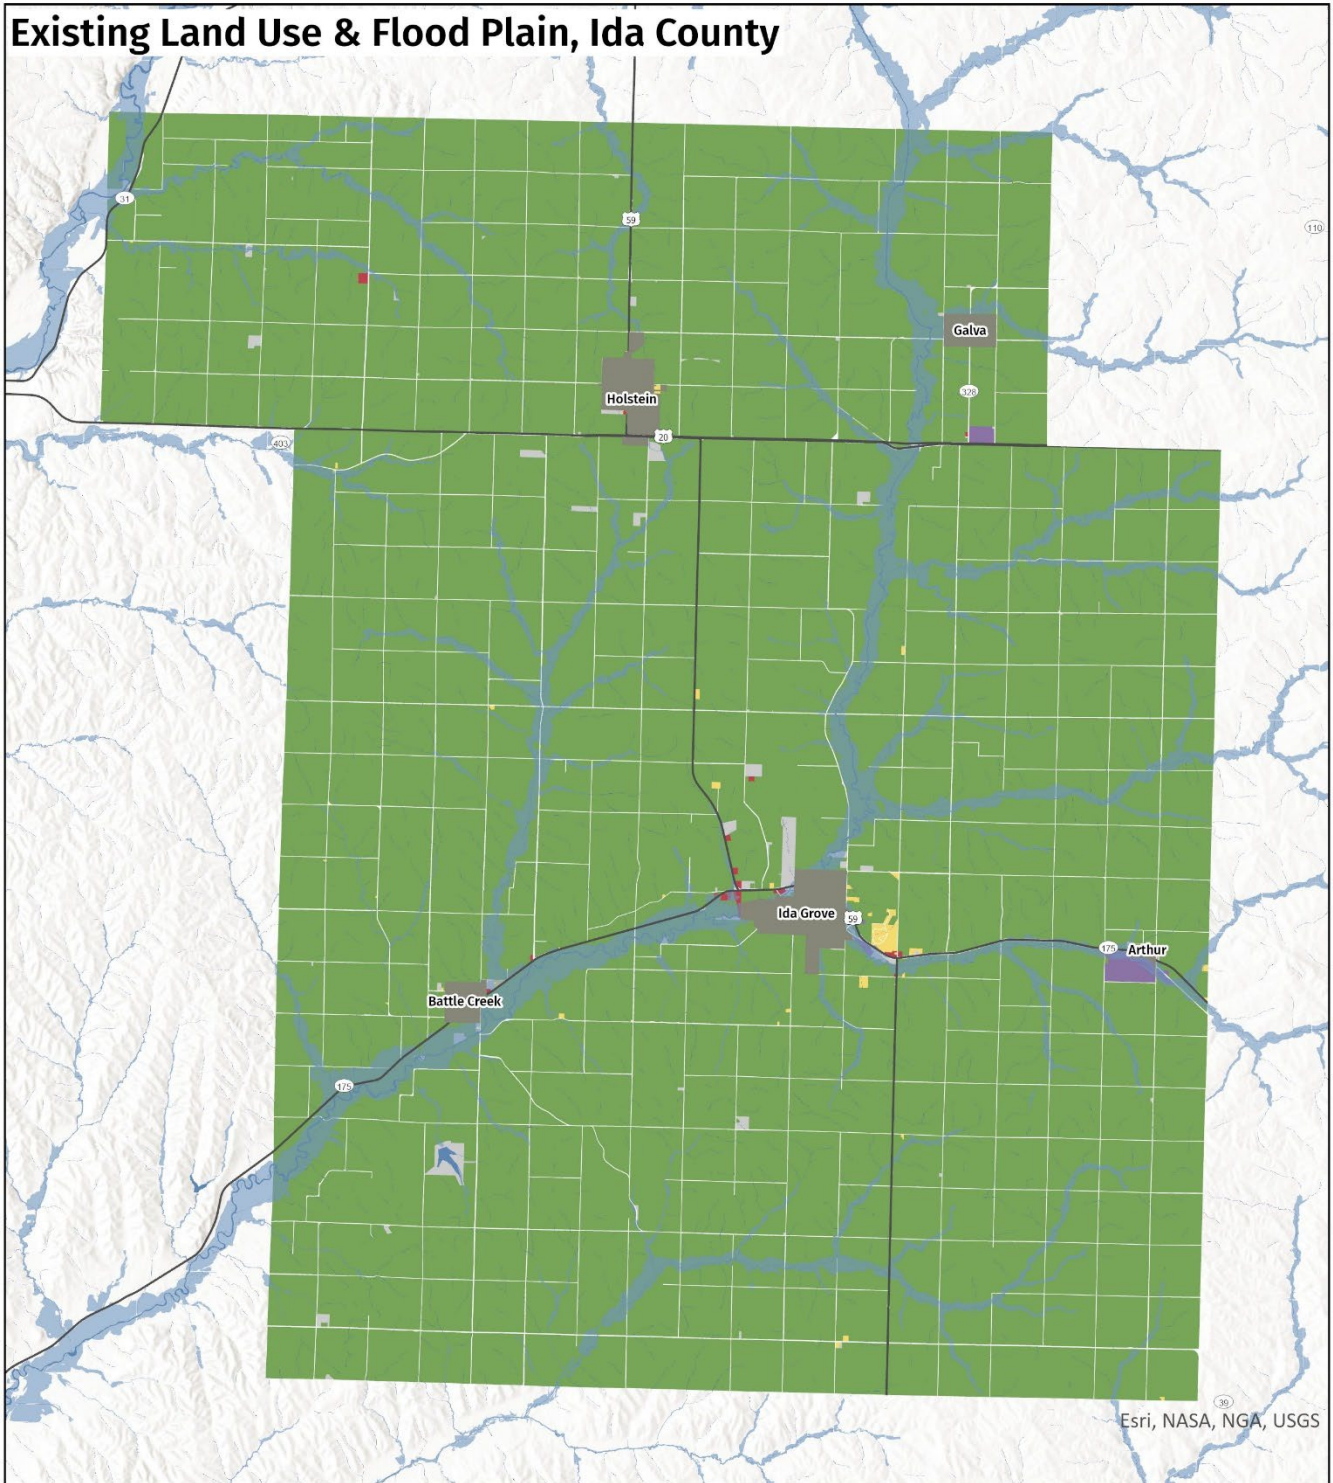 Existing Land Use & Flood Plain, Ida County
31
59
110
Galva
328
Holstein
20
403
Ida Grove
59
175
Arthur
Battle Creek
175
39
Esri, NASA, NGA, USGS